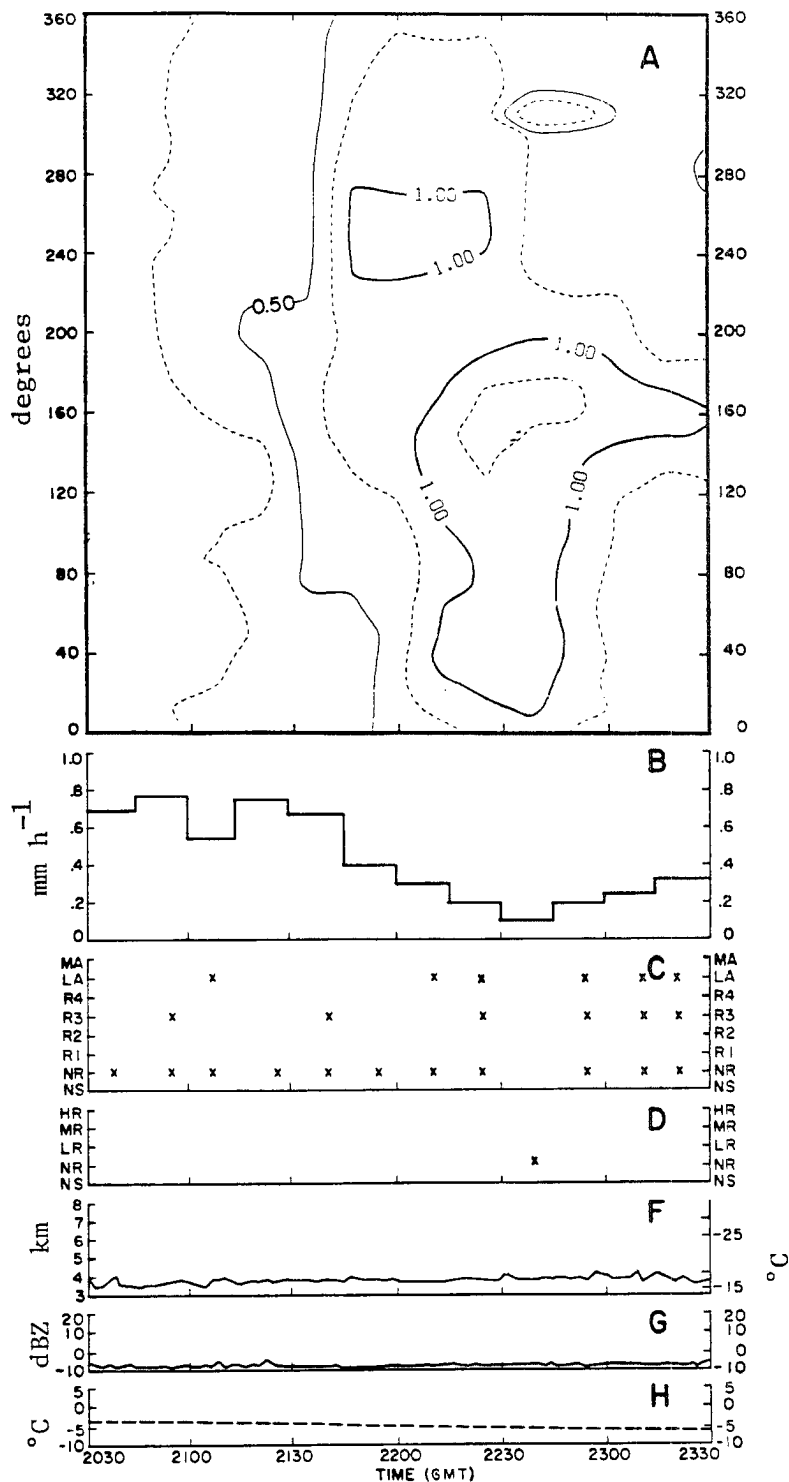 A
360 360
320 320
280 280
240 240
200 200
160 160
120 120
80 80
40 40
0 0
degrees
1.00
1.00
0.50
1.00
1.00
1.00
B
1.0 1.0
.8 .8
.6 .6
.4 .4
.2 .2
0 0
mm h⁻¹
C
MA MA
LA LA
R4 R4
R3 R3
R2 R2
R1 R1
NR NR
NS NS
D
HR HR
MR MR
LR LR
NR NR
NS NS
F
km
8
7
6
5
4
3
-25
-15
°C
G
dBZ
20 20
10 10
0 0
-10 -10
H
°C
5 5
0 0
-5 -5
-10 -10
2030 2100 2130 2200 2230 2300 2330
TIME (GMT)